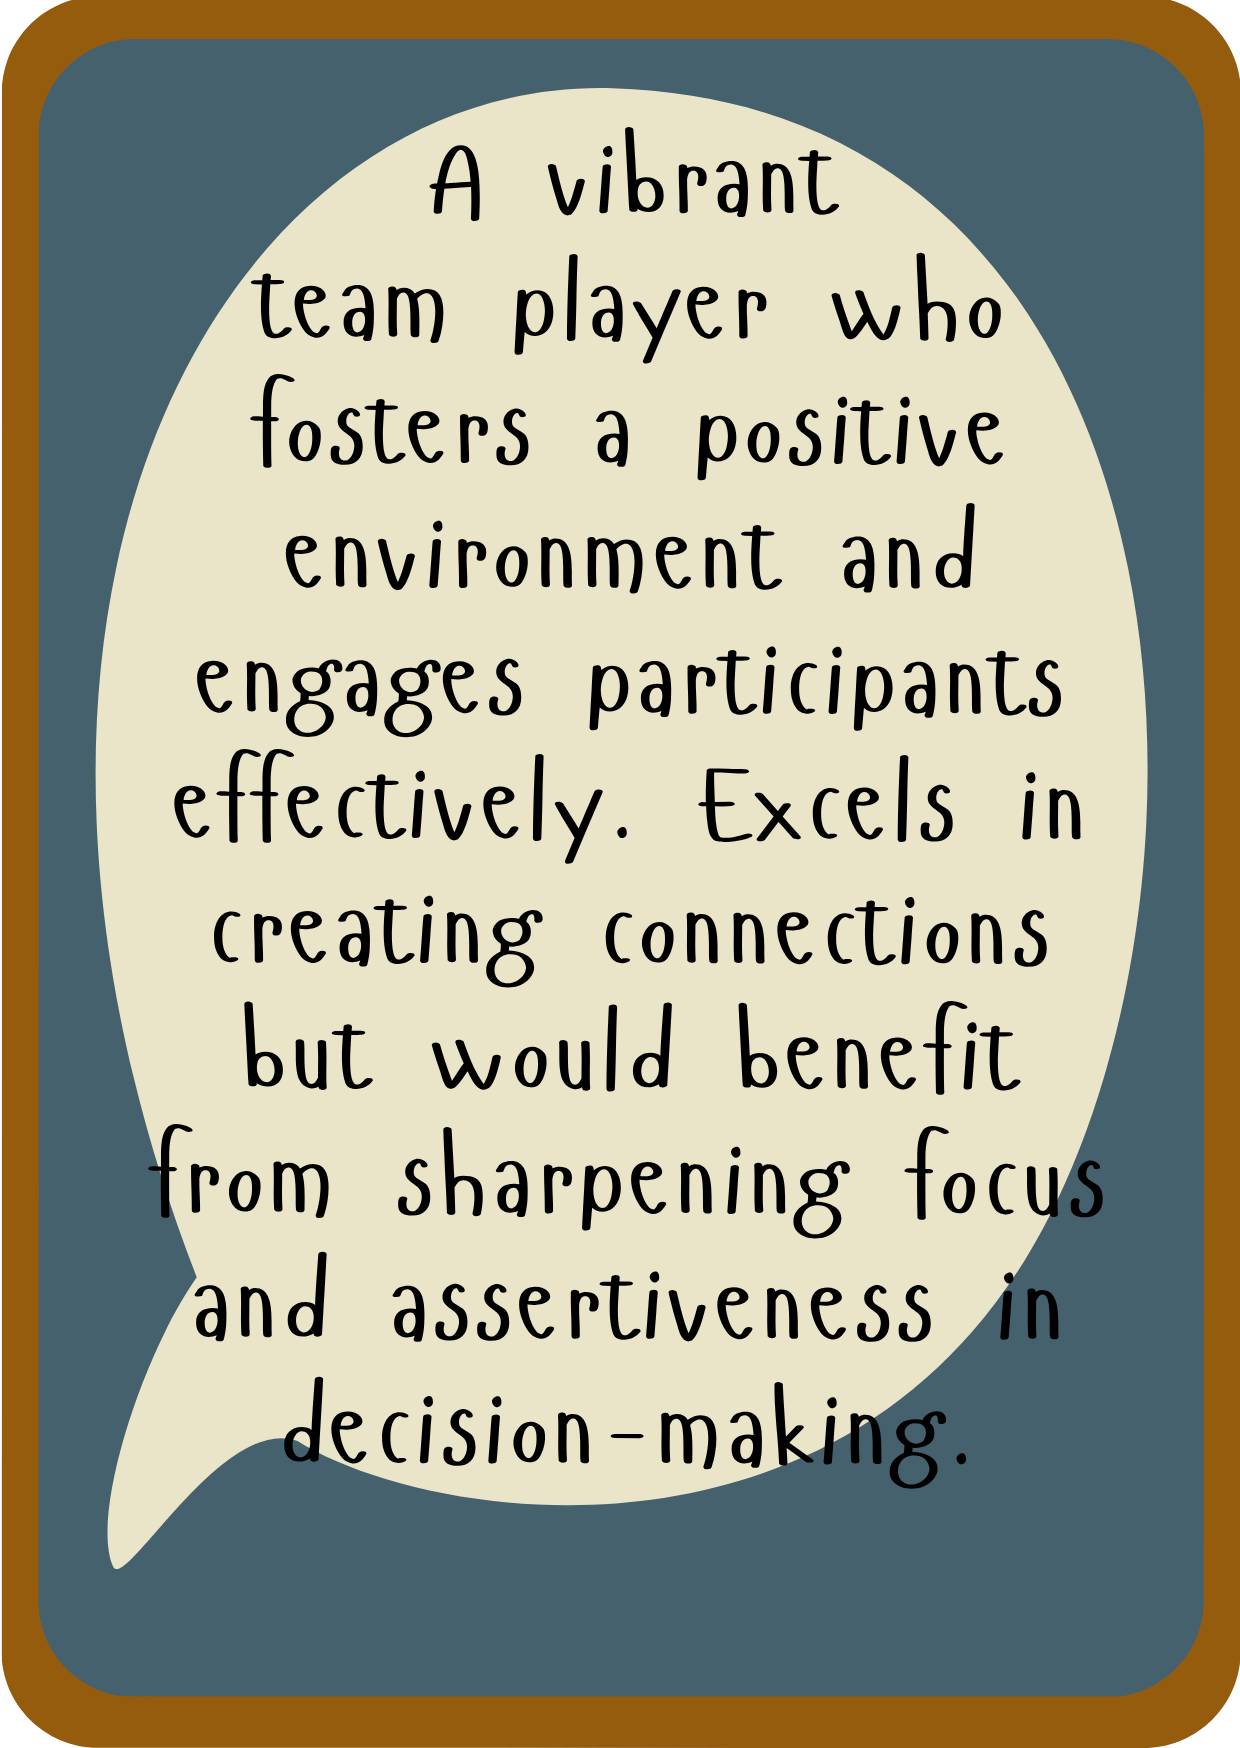 A vibrant
team player who
fosters a positive
environment and
engages participants
effectively. Excels in
creating connections
but would benefit
from sharpening focus
and assertiveness in
decision-making.